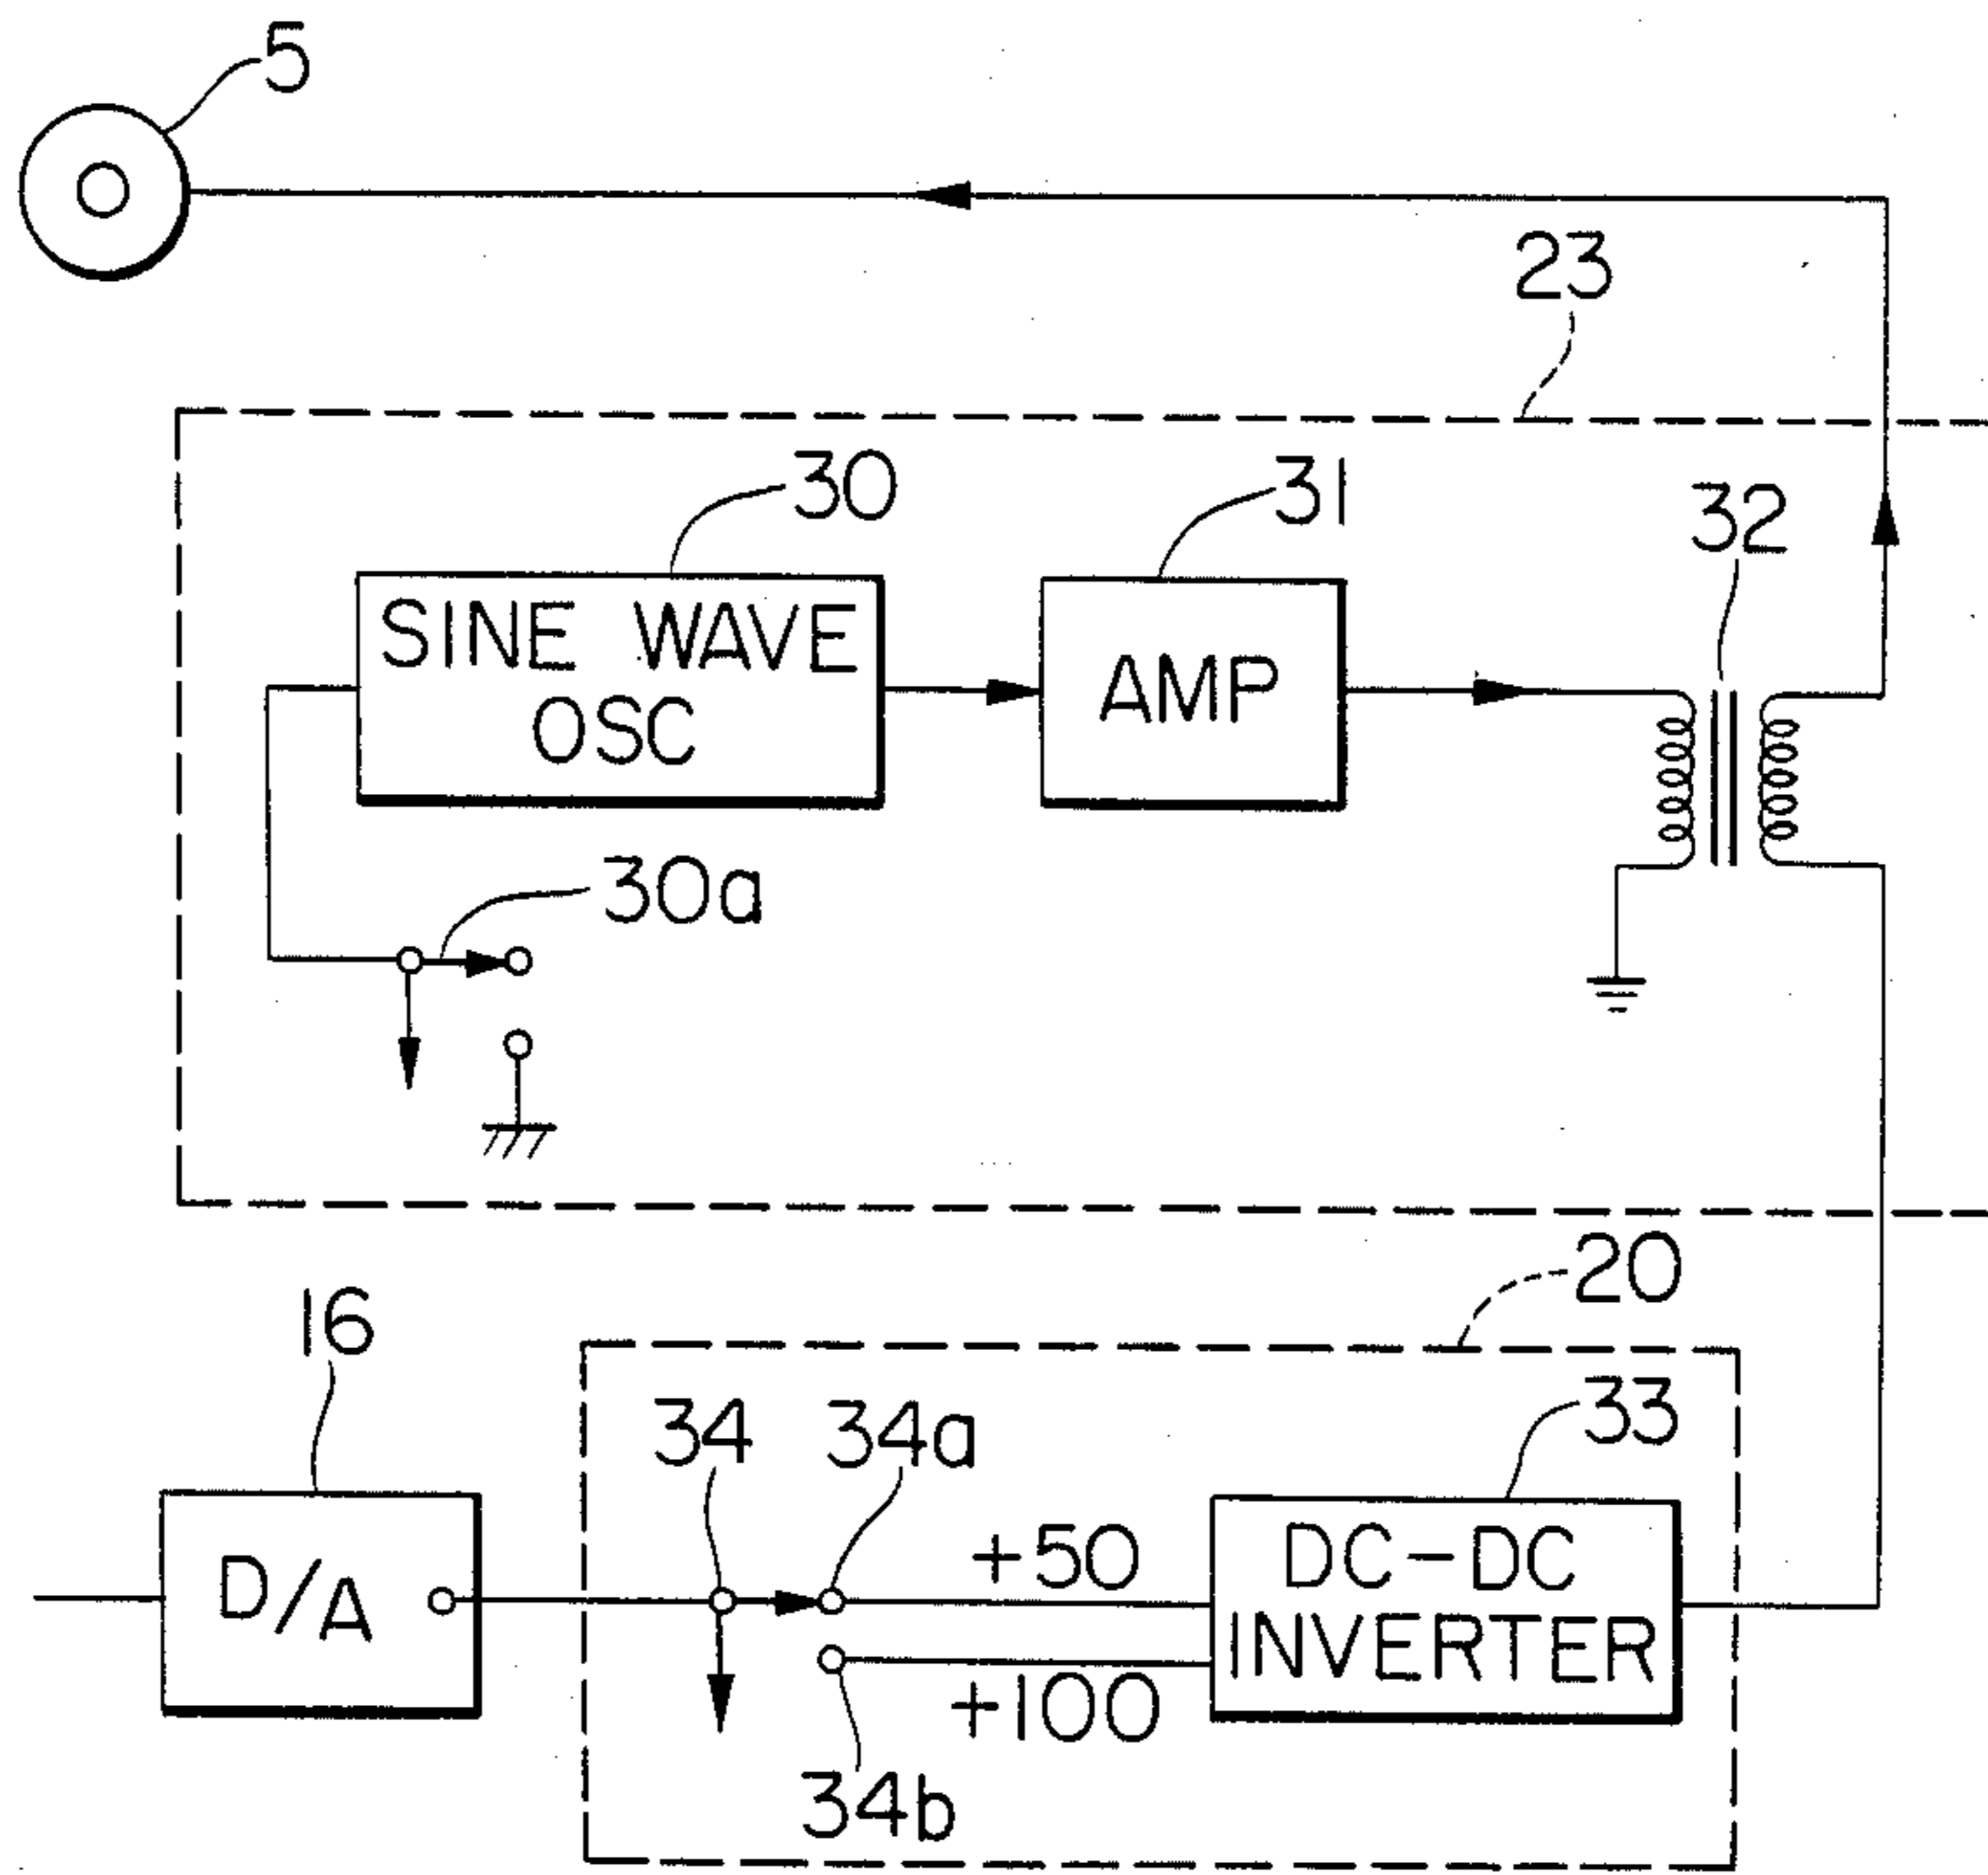 5
23
30
31
32
SINE WAVE
OSC
AMP
30a
20
16
34
34a
33
D/A
+50
+100
DC-DC
INVERTER
34b